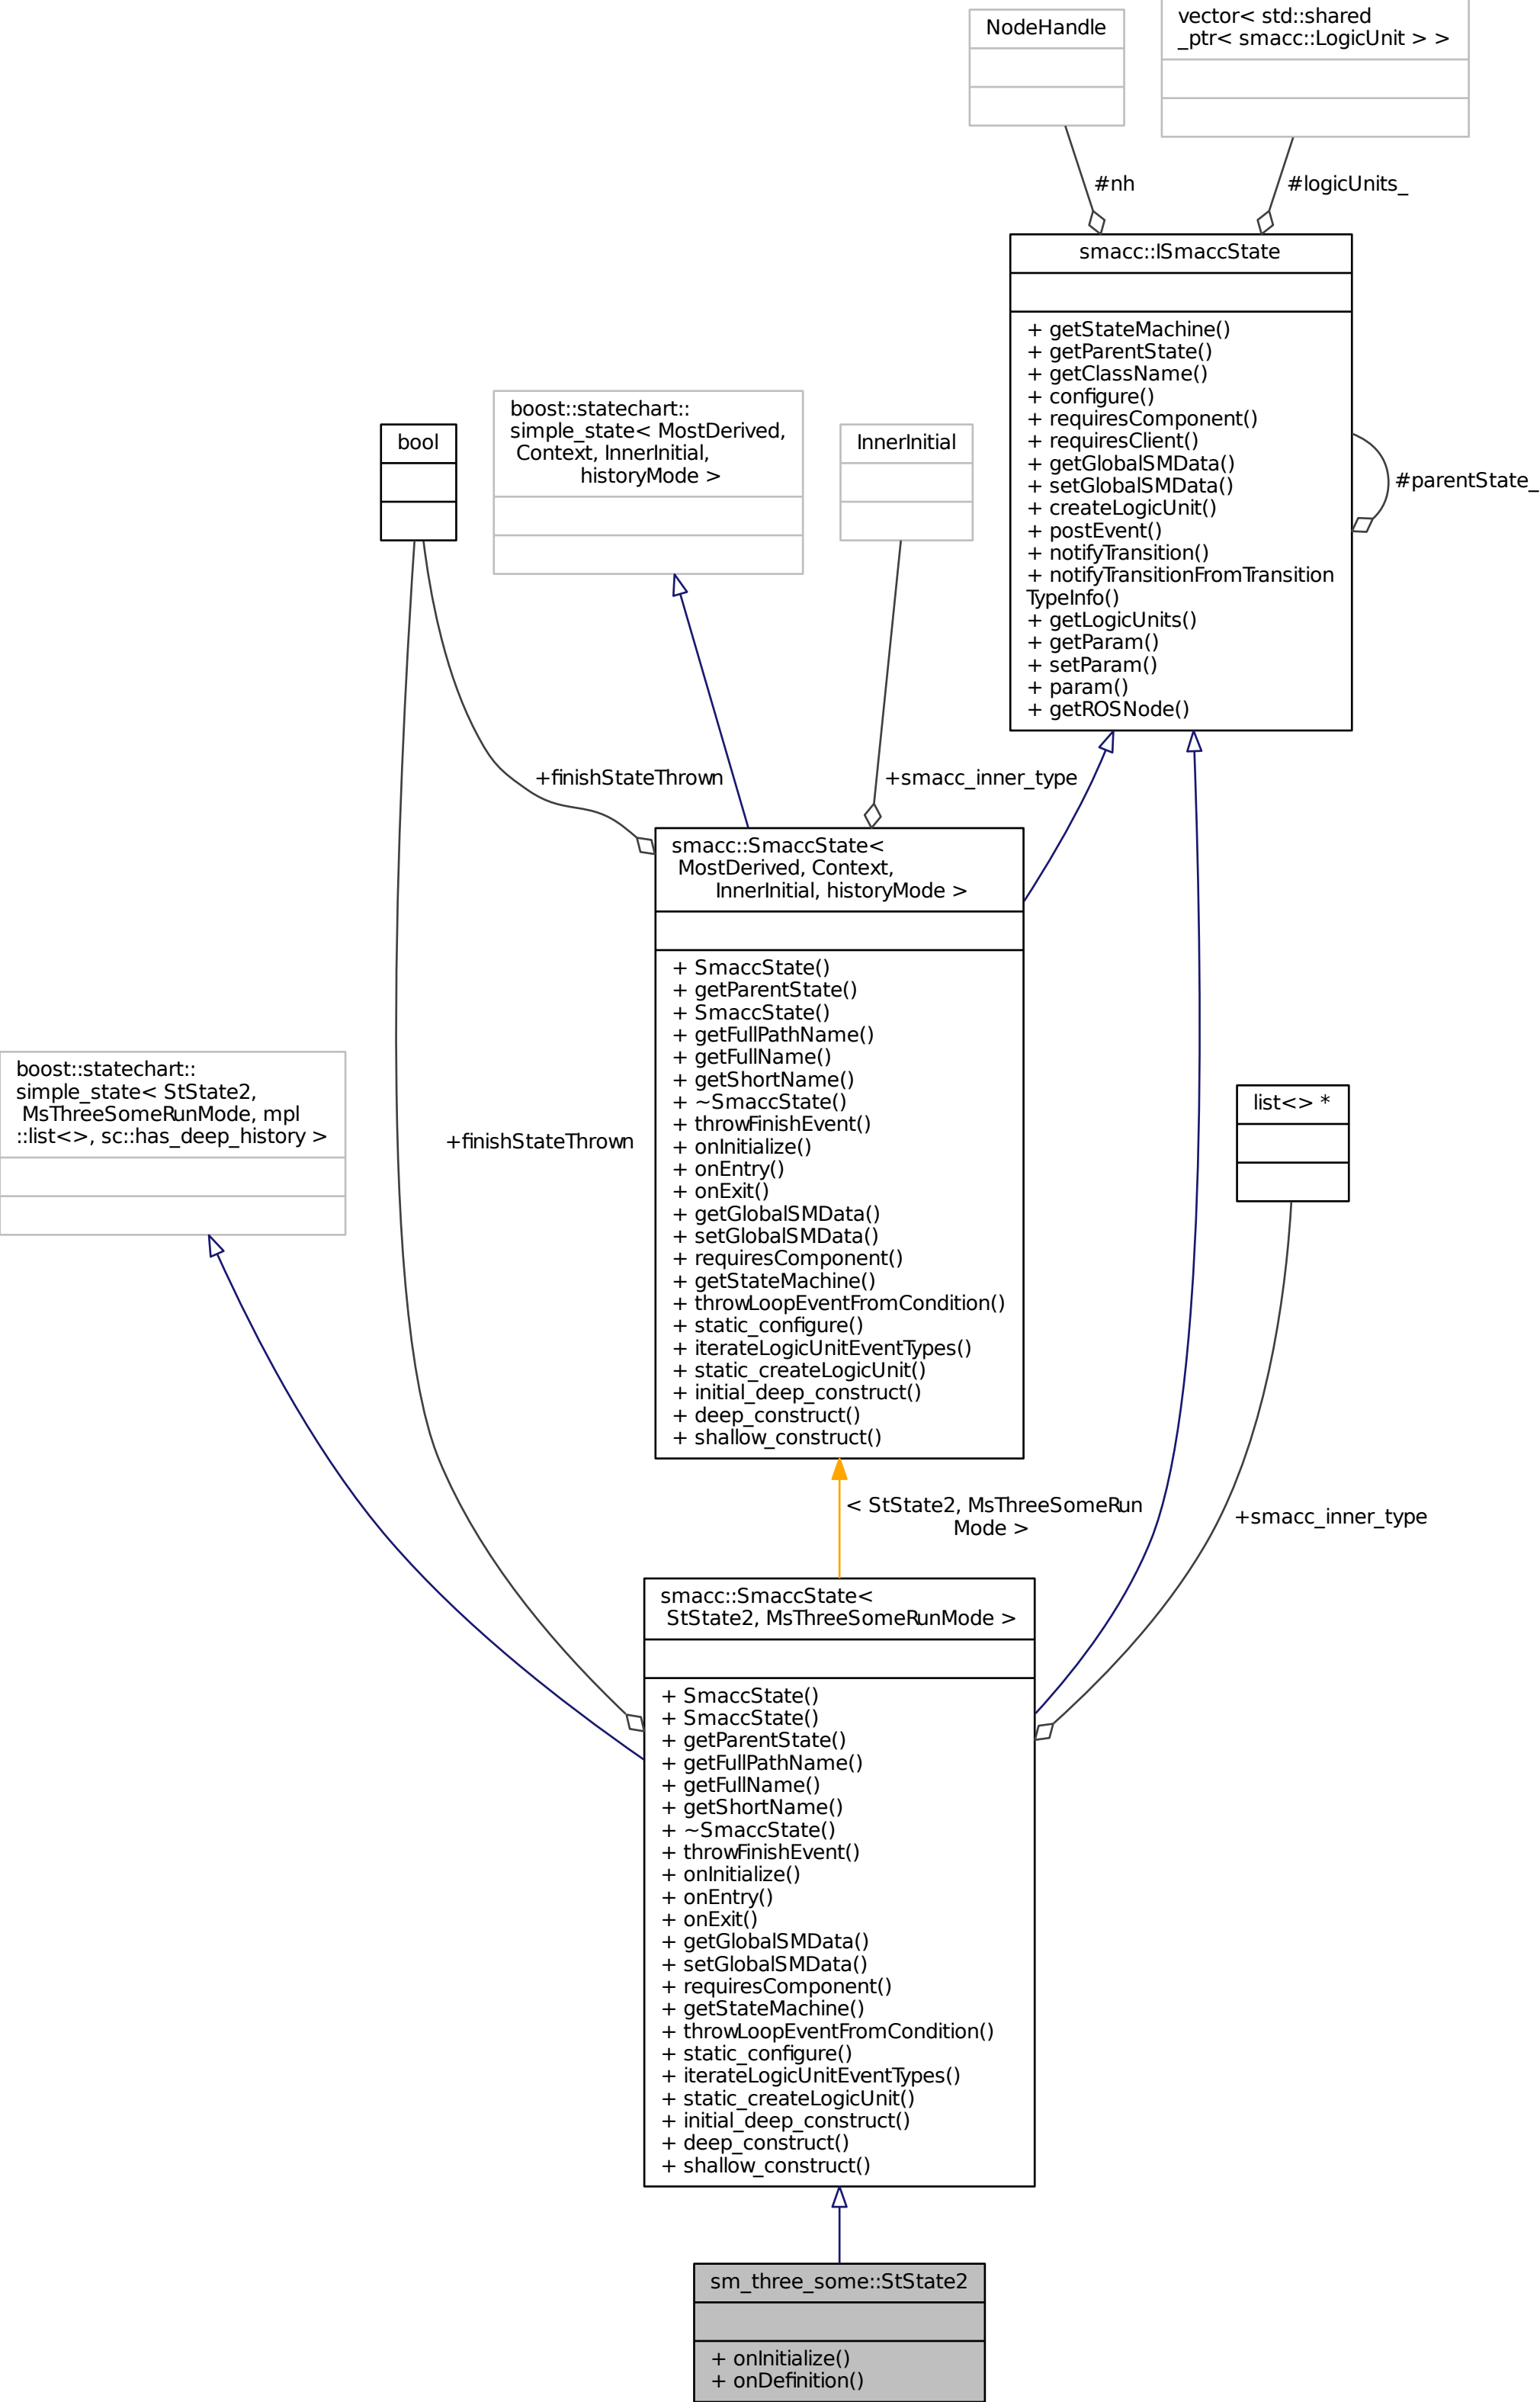 vector< std::shared
_ptr< smacc::LogicUnit > >
NodeHandle
#nh
#logicUnits_
smacc::ISmaccState
+ getStateMachine()
+ getParentState()
+ getClassName()
+ configure()
+ requiresComponent()
+ requiresClient()
+ getGlobalSMData()
+ setGlobalSMData()
+ createLogicUnit()
+ postEvent()
+ notifyTransition()
+ notifyTransitionFromTransition
TypeInfo()
+ getLogicUnits()
+ getParam()
+ setParam()
+ param()
+ getROSNode()
#parentState_
bool
boost::statechart::
simple_state< MostDerived,
Context, InnerInitial,
historyMode >
InnerInitial
+finishStateThrown
+smacc_inner_type
smacc::SmaccState<
MostDerived, Context,
InnerInitial, historyMode >
+ SmaccState()
+ getParentState()
+ SmaccState()
+ getFullPathName()
+ getFullName()
+ getShortName()
+ ~SmaccState()
+ throwFinishEvent()
+ onInitialize()
+ onEntry()
+ onExit()
+ getGlobalSMData()
+ setGlobalSMData()
+ requiresComponent()
+ getStateMachine()
+ throwLoopEventFromCondition()
+ static_configure()
+ iterateLogicUnitEventTypes()
+ static_createLogicUnit()
+ initial_deep_construct()
+ deep_construct()
+ shallow_construct()
boost::statechart::
simple_state< StState2,
MsThreeSomeRunMode, mpl
::list<>, sc::has_deep_history >
+finishStateThrown
list<> *
< StState2, MsThreeSomeRun
Mode >
+smacc_inner_type
smacc::SmaccState<
StState2, MsThreeSomeRunMode >
+ SmaccState()
+ SmaccState()
+ getParentState()
+ getFullPathName()
+ getFullName()
+ getShortName()
+ ~SmaccState()
+ throwFinishEvent()
+ onInitialize()
+ onEntry()
+ onExit()
+ getGlobalSMData()
+ setGlobalSMData()
+ requiresComponent()
+ getStateMachine()
+ throwLoopEventFromCondition()
+ static_configure()
+ iterateLogicUnitEventTypes()
+ static_createLogicUnit()
+ initial_deep_construct()
+ deep_construct()
+ shallow_construct()
sm_three_some::StState2
+ onInitialize()
+ onDefinition()